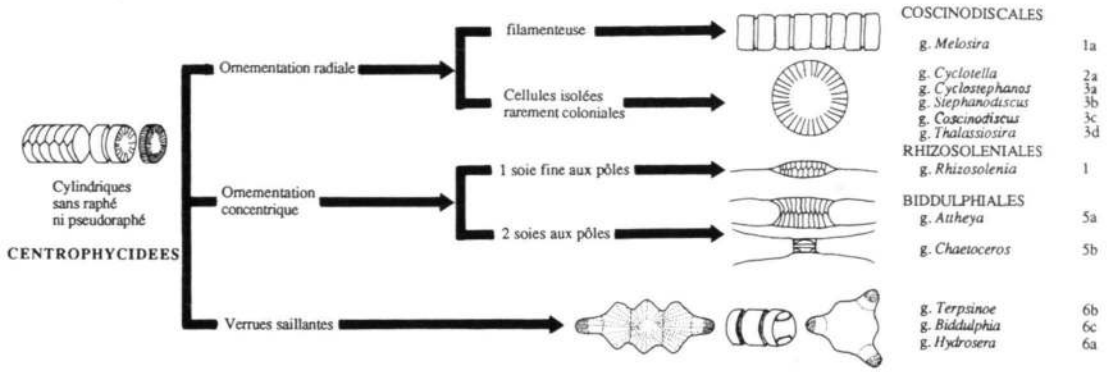 COSCINODISCALES
filamenteuse
g. Melosira 1a
Ornementation radiale
Cellules isolées
rarement coloniales
g. Cyclotella 2a
g. Cyclostephanos 3a
g. Stephanodiscus 3b
g. Coscinodiscus 3c
g. Thalassiosira 3d
RHIZOSOLENIALES
1 soie fine aux pôles
g. Rhizosolenia 1
Cylindriques
sans raphé
ni pseudoraphé
CENTROPHYCIDEES
Ornementation
concentrique
BIDDULPHIALES
g. Attheya 5a
2 soies aux pôles
g. Chaetoceros 5b
Verrues saillantes
g. Terpsinoe 6b
g. Biddulphia 6c
g. Hydrosera 6a